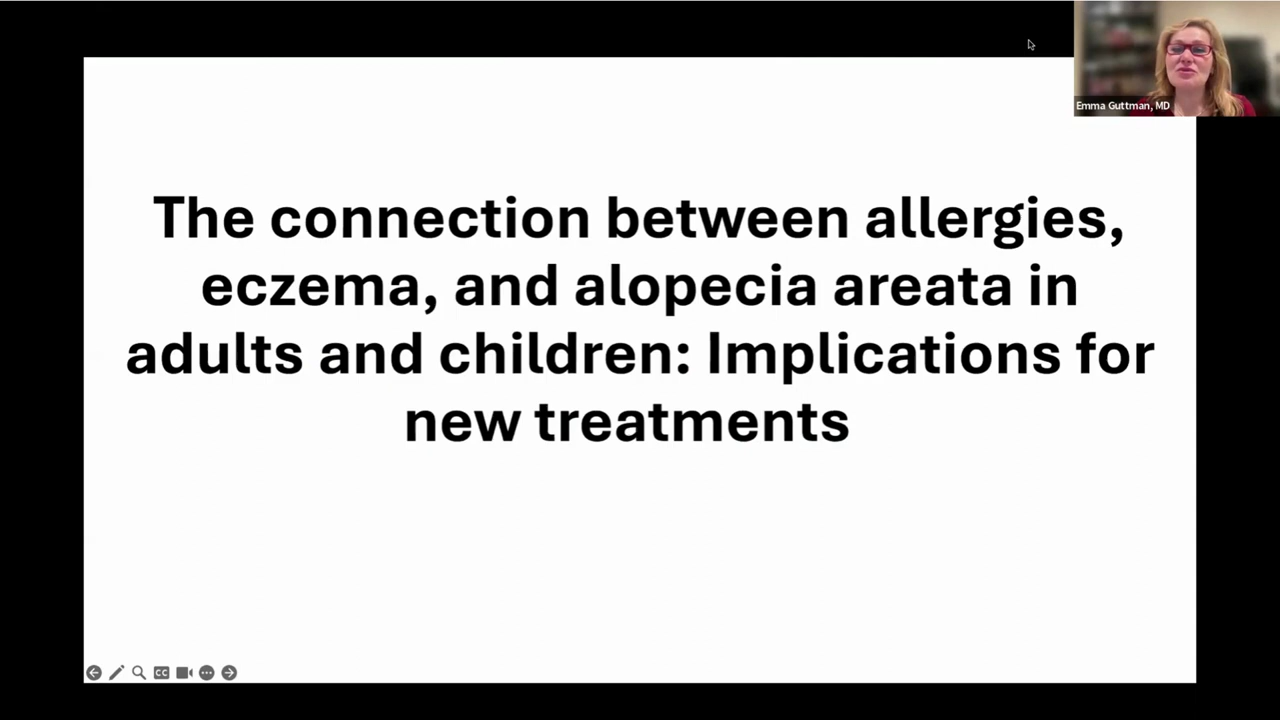 Emma Guttman, MD
The connection between allergies,
eczema, and alopecia areata in
adults and children: Implications for
new treatments
CC